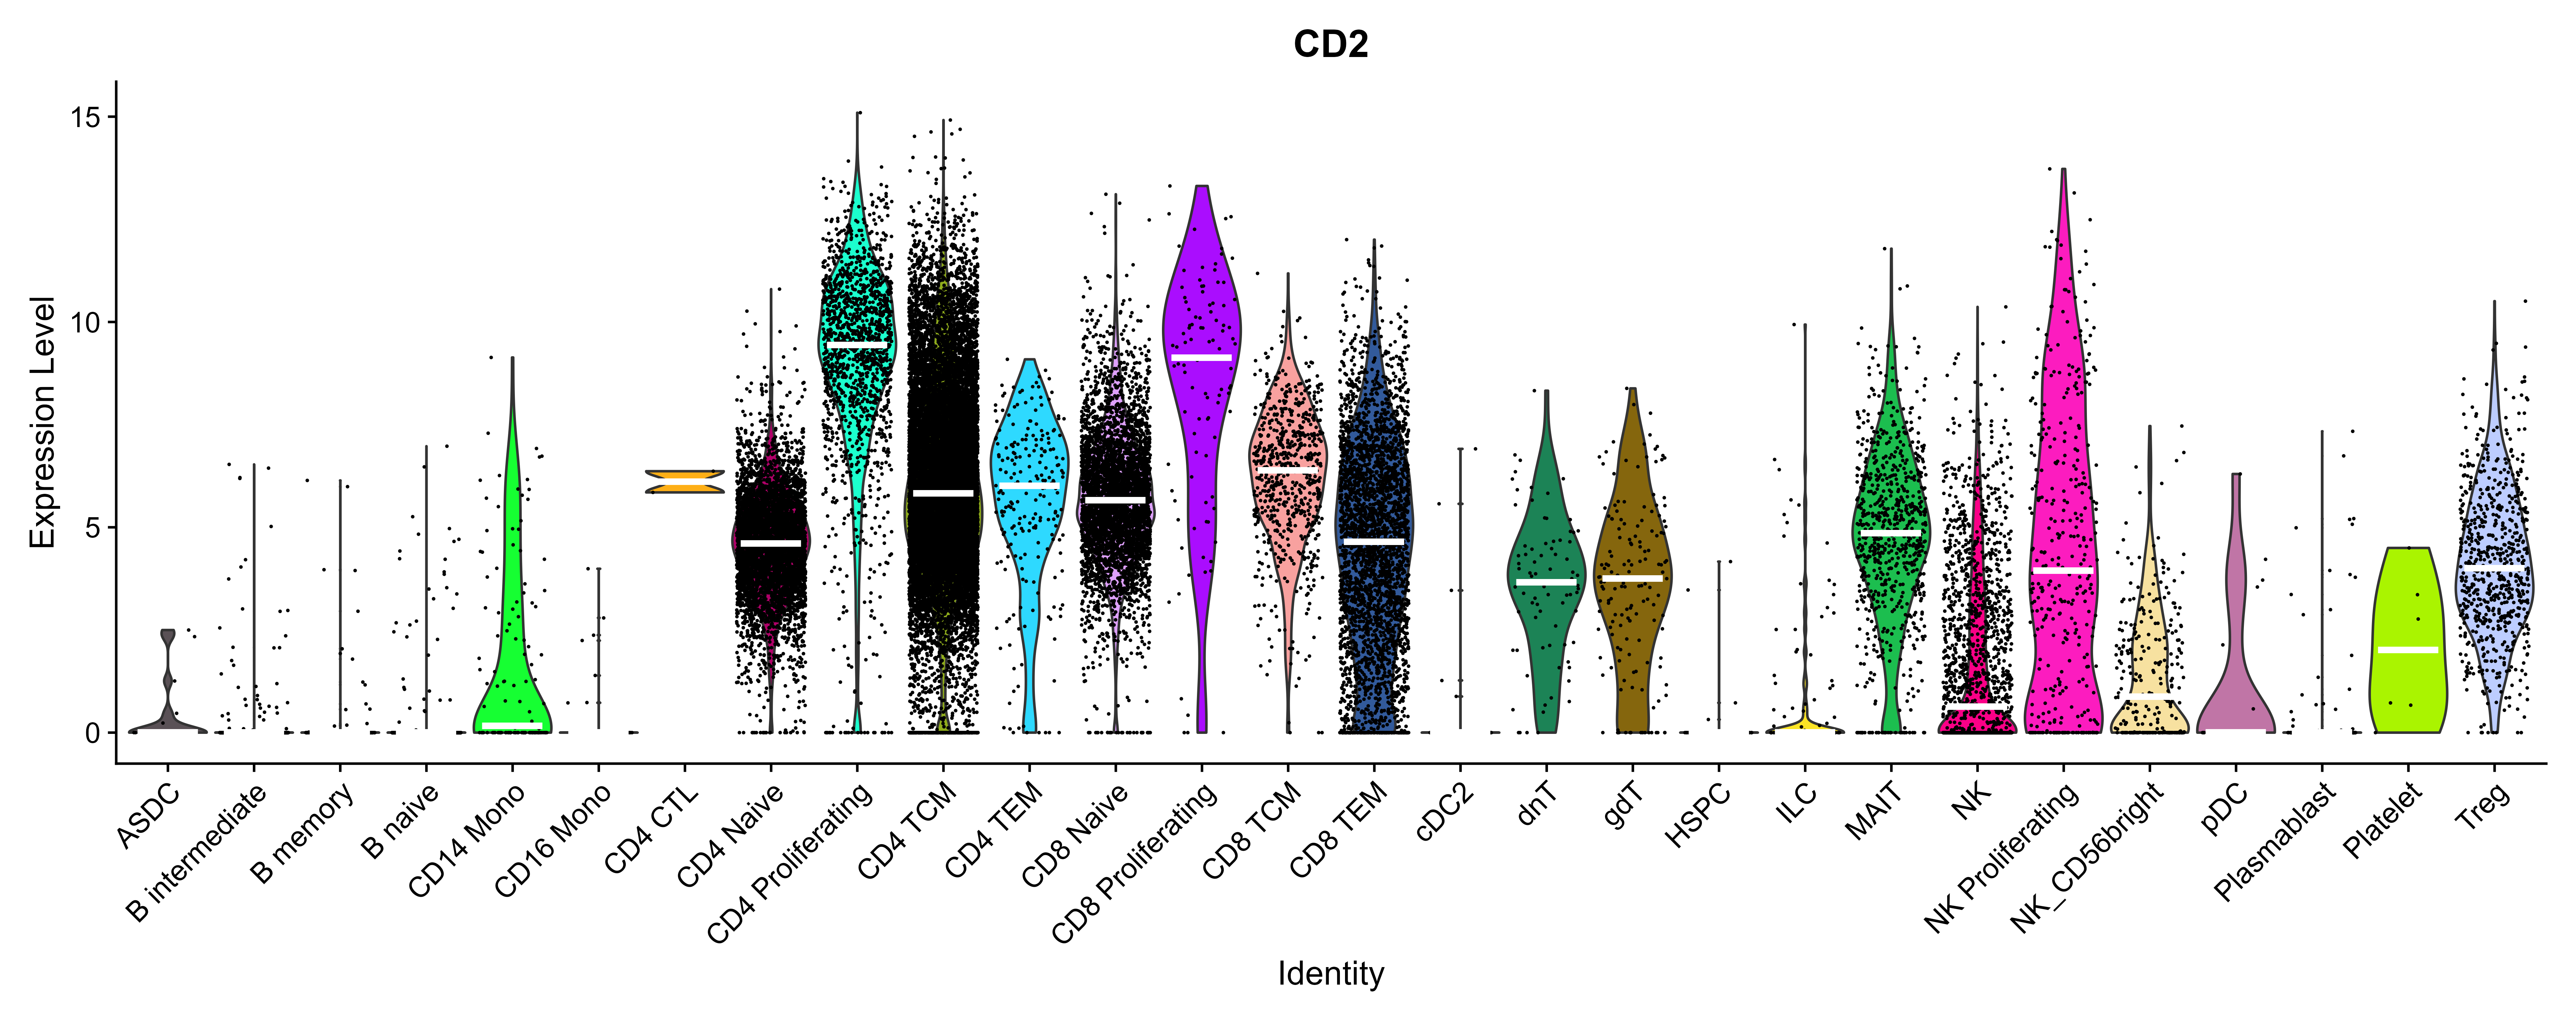 CD2
Expression Level
15
10
5
0
ASDC
B intermediate
B memory
B naive
CD14 Mono
CD16 Mono
CD4 CTL
CD4 Naive
CD4 Proliferating
CD4 TCM
CD4 TEM
CD8 Naive
CD8 Proliferating
CD8 TCM
CD8 TEM
cDC2
dnT
gdT
HSPC
ILC
MAIT
NK
NK Proliferating
NK_CD56bright
pDC
Plasmablast
Platelet
Treg
Identity